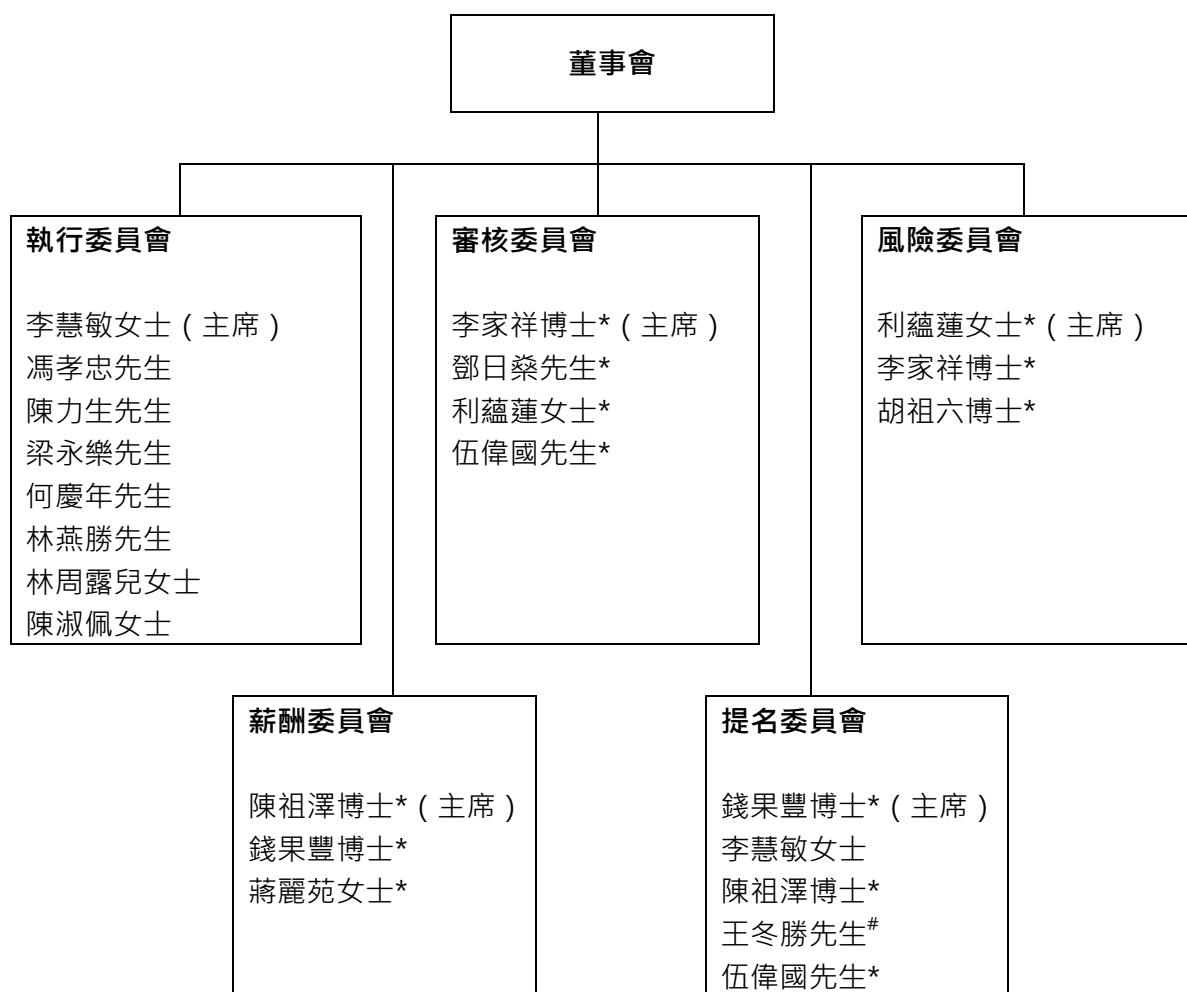 董事會
執行委員會
李慧敏女士（主席）
馮孝忠先生
陳力生先生
梁永樂先生
何慶年先生
林燕勝先生
林周露兒女士
陳淑佩女士
審核委員會
李家祥博士*（主席）
鄧日燊先生*
利蘊蓮女士*
伍偉國先生*
風險委員會
利蘊蓮女士*（主席）
李家祥博士*
胡祖六博士*
薪酬委員會
陳祖澤博士*（主席）
錢果豐博士*
蔣麗苑女士*
提名委員會
錢果豐博士*（主席）
李慧敏女士
陳祖澤博士*
王冬勝先生#
伍偉國先生*